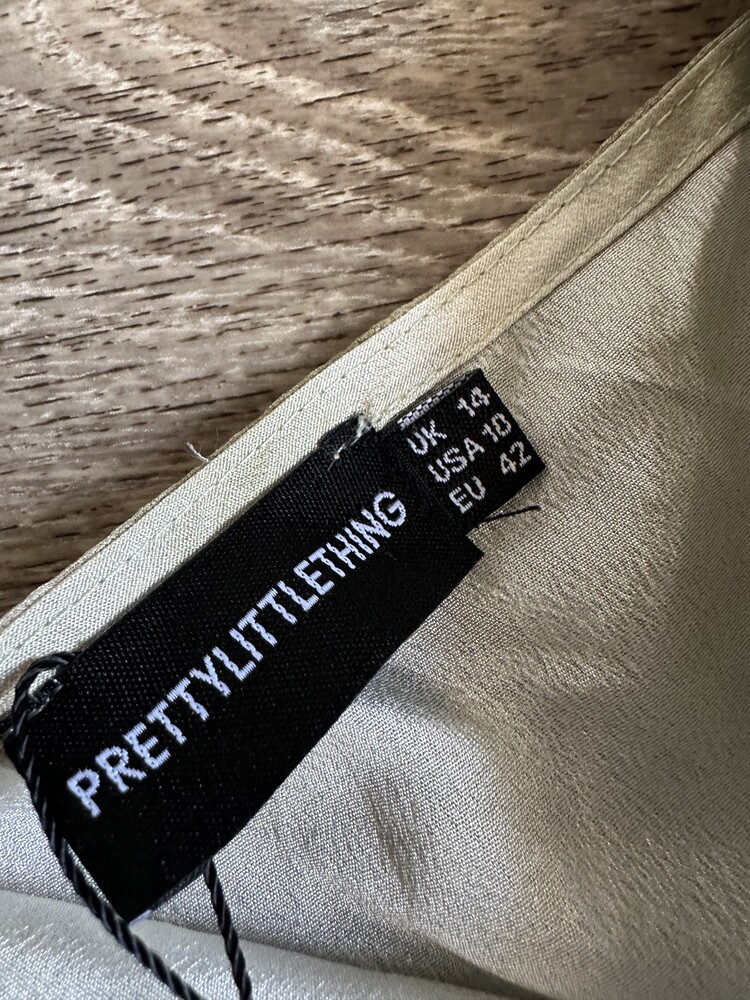 PRETTYLITTLETHING
UK 14
USA 10
EU 42